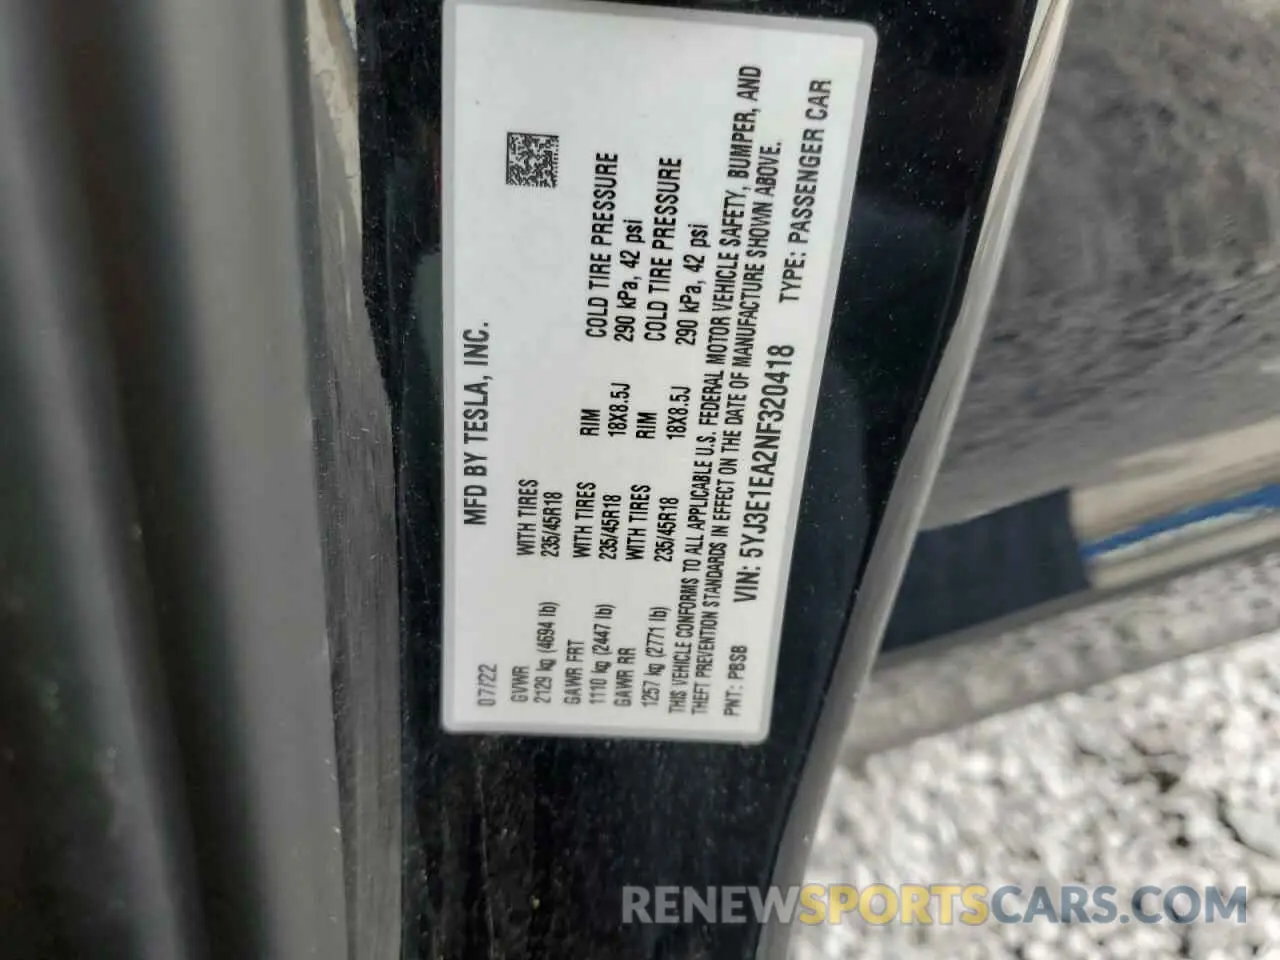 MFD BY TESLA, INC.
07/22
GVWR WITH TIRES
2129 kg (4694 lb) 235/45R18
GAWR FRT WITH TIRES RIM COLD TIRE PRESSURE
1110 kg (2447 lb) 235/45R18 18X8.5J 290 kPa, 42 psi
GAWR RR WITH TIRES RIM COLD TIRE PRESSURE
1257 kg (2771 lb) 235/45R18 18X8.5J 290 kPa, 42 psi
THIS VEHICLE CONFORMS TO ALL APPLICABLE U.S. FEDERAL MOTOR VEHICLE SAFETY, BUMPER, AND
THEFT PREVENTION STANDARDS IN EFFECT ON THE DATE OF MANUFACTURE SHOWN ABOVE.
PNT: PBSB VIN: 5YJ3E1EA2NF320418 TYPE: PASSENGER CAR
RENEWSPORTSCARS.COM